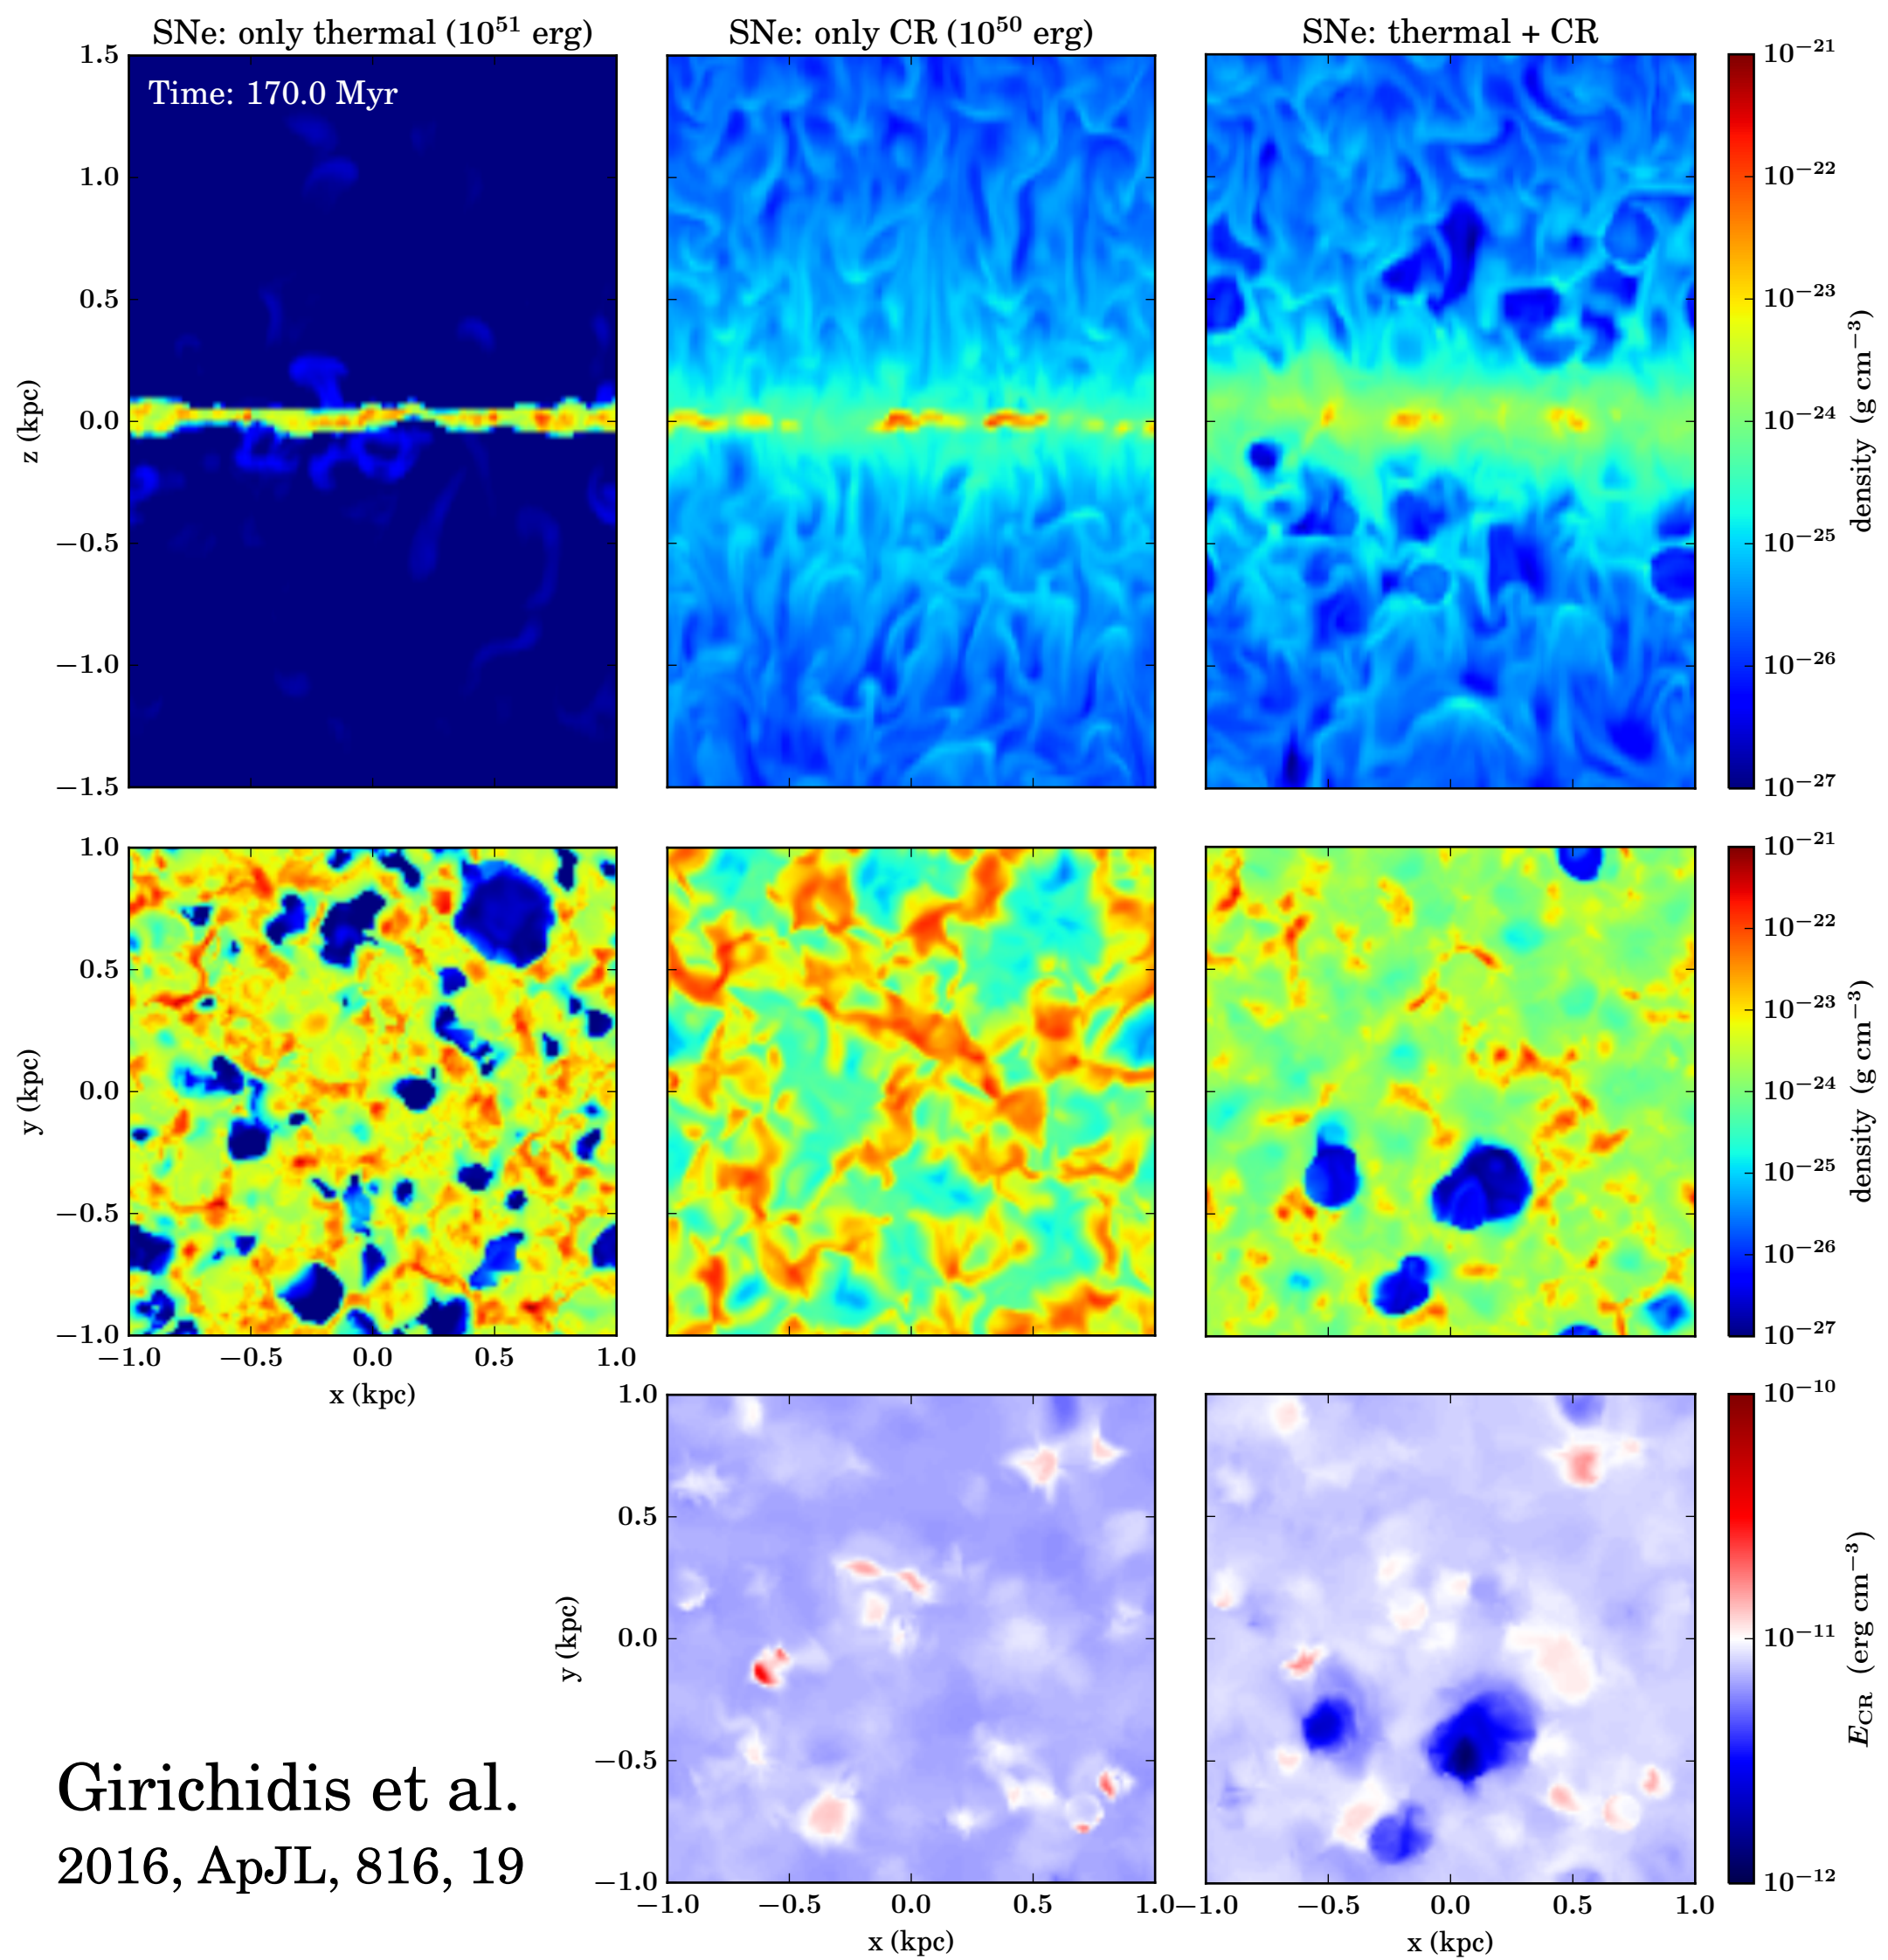 SNe: only thermal (10⁵¹ erg)
SNe: only CR (10⁵⁰ erg)
SNe: thermal + CR
Time: 170.0 Myr
1.5
1.0
0.5
0.0
−0.5
−1.0
−1.5
z (kpc)
10⁻²¹
10⁻²²
10⁻²³
10⁻²⁴
10⁻²⁵
10⁻²⁶
10⁻²⁷
density (g cm⁻³)
1.0
0.5
0.0
−0.5
−1.0
y (kpc)
−1.0 −0.5 0.0 0.5 1.0
x (kpc)
10⁻²¹
10⁻²²
10⁻²³
10⁻²⁴
10⁻²⁵
10⁻²⁶
10⁻²⁷
density (g cm⁻³)
1.0
0.5
0.0
−0.5
−1.0
y (kpc)
−1.0 −0.5 0.0 0.5 1.0
x (kpc)
−1.0 −0.5 0.0 0.5 1.0
x (kpc)
10⁻¹⁰
10⁻¹¹
10⁻¹²
E_CR (erg cm⁻³)
Girichidis et al.
2016, ApJL, 816, 19